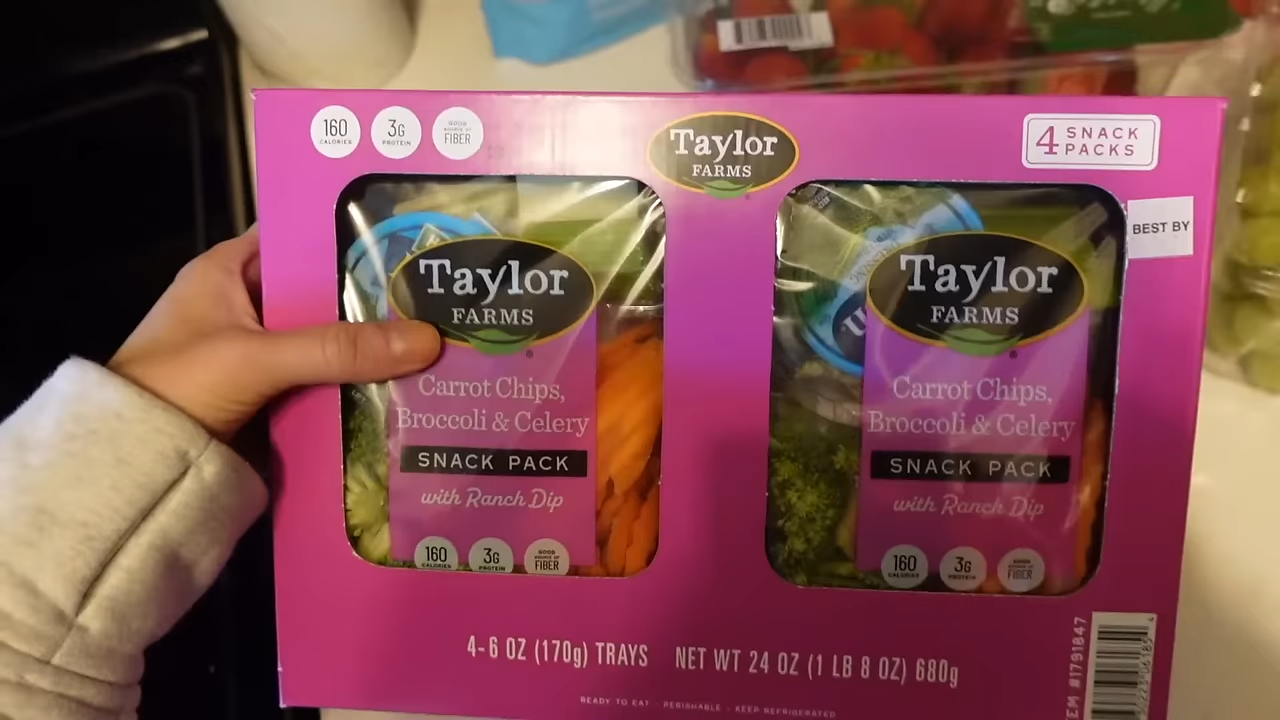 160
CALORIES
3G
PROTEIN
GOOD
SOURCE OF
FIBER
Taylor
FARMS
4 SNACK
PACKS
BEST BY
Taylor
FARMS
Carrot Chips,
Broccoli & Celery
SNACK PACK
with Ranch Dip
160
CALORIES
3G
PROTEIN
GOOD
SOURCE OF
FIBER
Taylor
FARMS
Carrot Chips,
Broccoli & Celery
SNACK PACK
with Ranch Dip
160
CALORIES
3G
PROTEIN
GOOD
SOURCE OF
FIBER
4-6 OZ (170g) TRAYS NET WT 24 OZ (1 LB 8 OZ) 680g
READY TO EAT · PERISHABLE · KEEP REFRIGERATED
EM #1791847